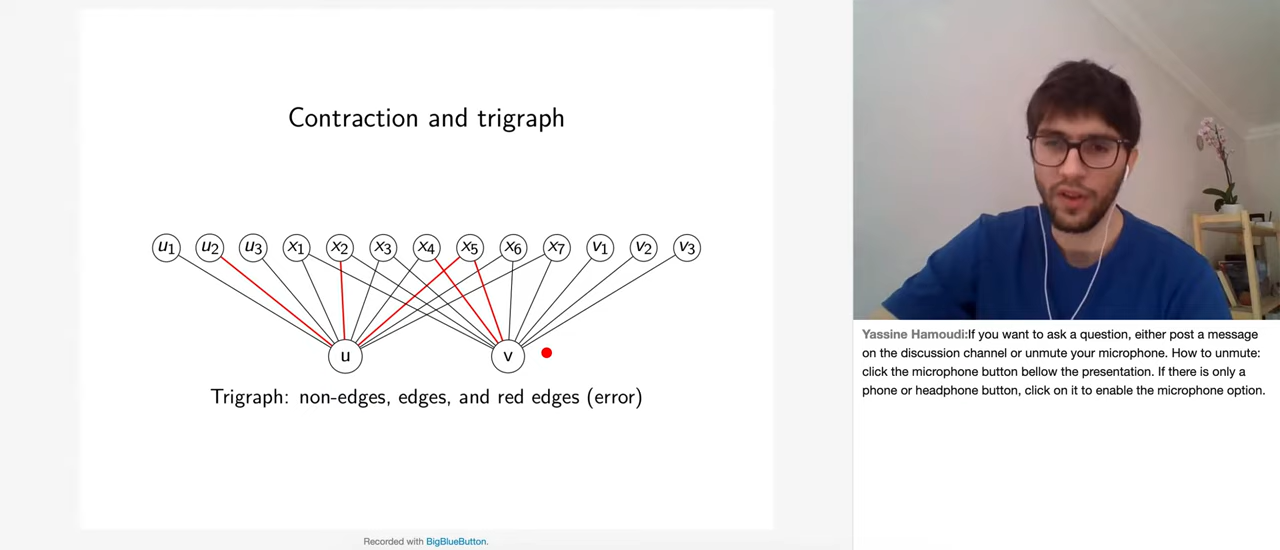 Contraction and trigraph
u1 u2 u3 x1 x2 x3 x4 x5 x6 x7 v1 v2 v3
u v
Trigraph: non-edges, edges, and red edges (error)
Recorded with BigBlueButton.
Yassine Hamoudi:If you want to ask a question, either post a message
on the discussion channel or unmute your microphone. How to unmute:
click the microphone button bellow the presentation. If there is only a
phone or headphone button, click on it to enable the microphone option.